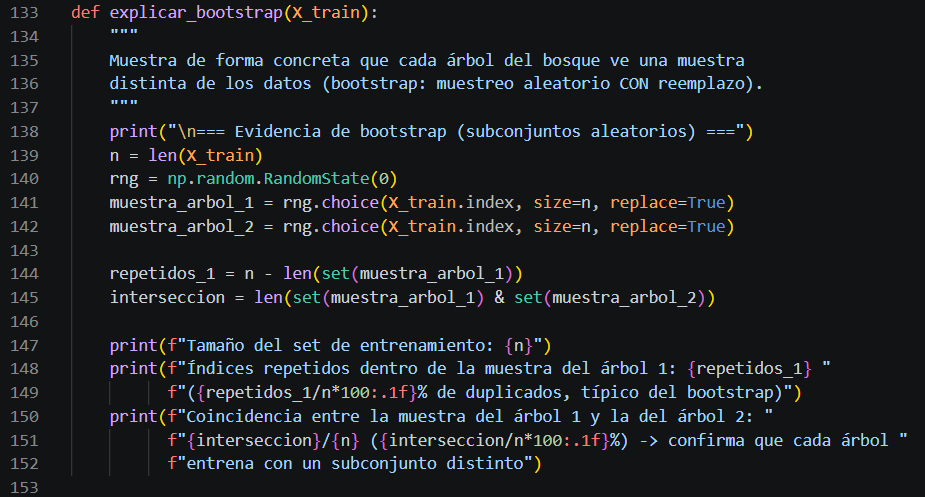 133 def explicar_bootstrap(X_train):
134     """
135     Muestra de forma concreta que cada árbol del bosque ve una muestra
136     distinta de los datos (bootstrap: muestreo aleatorio CON reemplazo).
137     """
138     print("\n=== Evidencia de bootstrap (subconjuntos aleatorios) ===")
139     n = len(X_train)
140     rng = np.random.RandomState(0)
141     muestra_arbol_1 = rng.choice(X_train.index, size=n, replace=True)
142     muestra_arbol_2 = rng.choice(X_train.index, size=n, replace=True)
143
144     repetidos_1 = n - len(set(muestra_arbol_1))
145     interseccion = len(set(muestra_arbol_1) & set(muestra_arbol_2))
146
147     print(f"Tamaño del set de entrenamiento: {n}")
148     print(f"Índices repetidos dentro de la muestra del árbol 1: {repetidos_1} "
149           f"({repetidos_1/n*100:.1f}% de duplicados, típico del bootstrap)")
150     print(f"Coincidencia entre la muestra del árbol 1 y la del árbol 2: "
151           f"{interseccion}/{n} ({interseccion/n*100:.1f}%) -> confirma que cada árbol "
152           f"entrena con un subconjunto distinto")
153